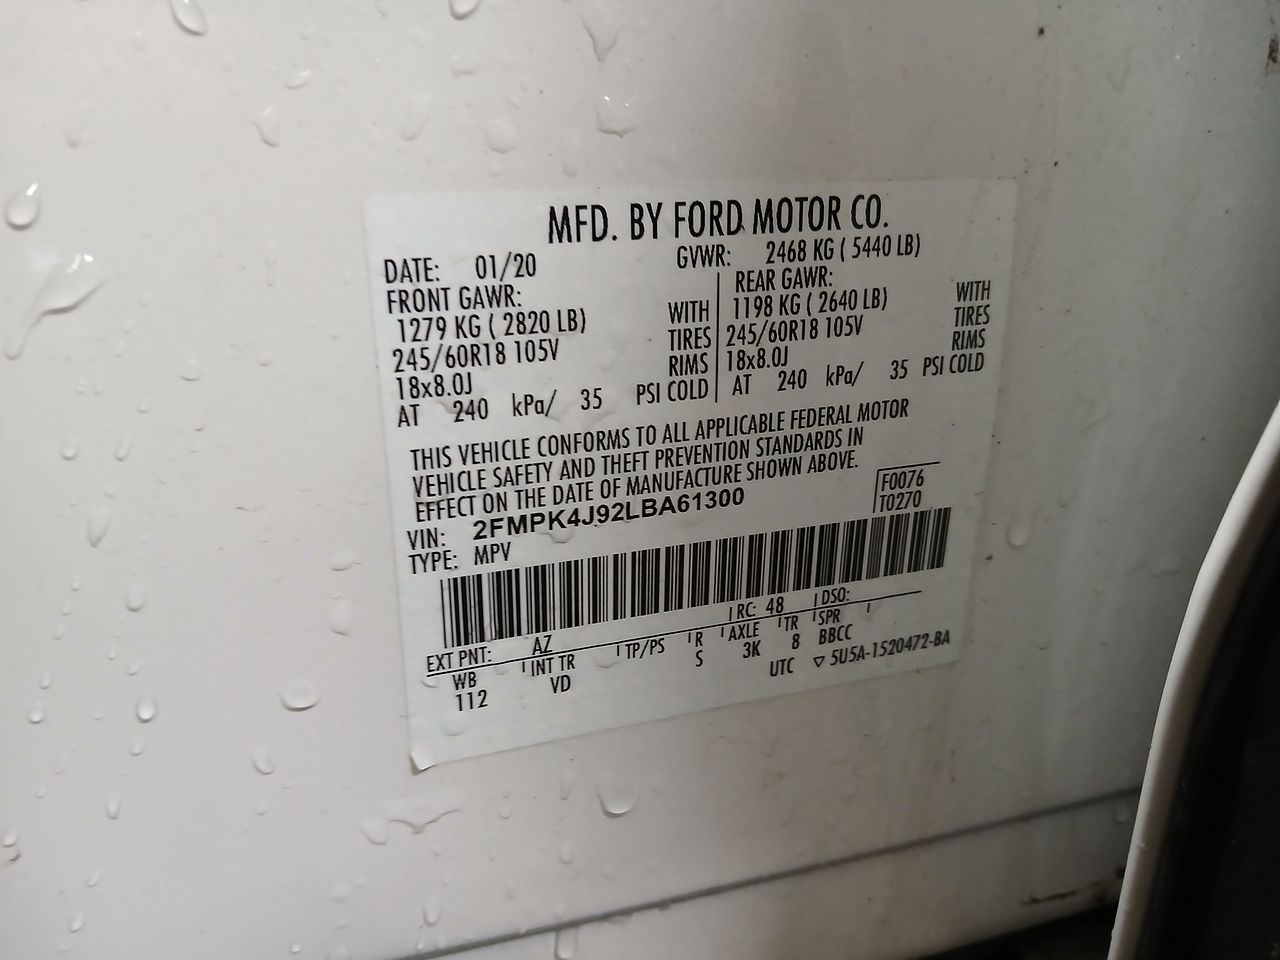 MFD. BY FORD MOTOR CO.
DATE: 01/20 GVWR: 2468 KG ( 5440 LB)
FRONT GAWR: REAR GAWR:
1279 KG ( 2820 LB) WITH 1198 KG ( 2640 LB) WITH
245/60R18 105V TIRES 245/60R18 105V TIRES
18x8.0J RIMS 18x8.0J RIMS
AT 240 kPa/ 35 PSI COLD AT 240 kPa/ 35 PSI COLD
THIS VEHICLE CONFORMS TO ALL APPLICABLE FEDERAL MOTOR
VEHICLE SAFETY AND THEFT PREVENTION STANDARDS IN
EFFECT ON THE DATE OF MANUFACTURE SHOWN ABOVE.
VIN: 2FMPK4J92LBA61300 F0076
TYPE: MPV T0270
EXT PNT: AZ RC: 48 DSO:
WB INT TR TP/PS R AXLE TR SPR
112 VD S 3K 8 BBCC
UTC ▽ 5U5A-1520472-BA